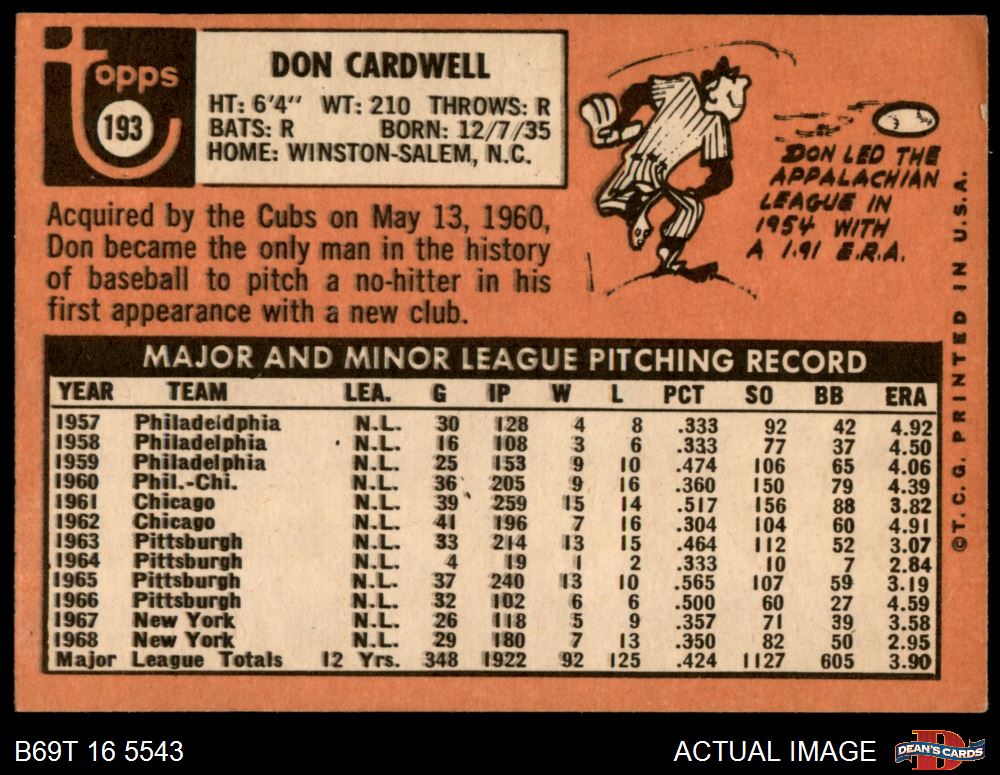 Topps
193
DON CARDWELL
HT: 6'4" WT: 210 THROWS: R
BATS: R BORN: 12/7/35
HOME: WINSTON-SALEM, N.C.
DON LED THE
APPALACHIAN
LEAGUE IN
1954 WITH
A 1.91 E.R.A.
Acquired by the Cubs on May 13, 1960,
Don became the only man in the history
of baseball to pitch a no-hitter in his
first appearance with a new club.
MAJOR AND MINOR LEAGUE PITCHING RECORD
YEAR TEAM LEA. G IP W L PCT SO BB ERA
1957 Philadeldphia N.L. 30 128 4 8 .333 92 42 4.92
1958 Philadelphia N.L. 16 108 3 6 .333 77 37 4.50
1959 Philadelphia N.L. 25 153 9 10 .474 106 65 4.06
1960 Phil.-Chi. N.L. 36 205 9 16 .360 150 79 4.39
1961 Chicago N.L. 39 259 15 14 .517 156 88 3.82
1962 Chicago N.L. 41 196 7 16 .304 104 60 4.91
1963 Pittsburgh N.L. 33 214 13 15 .464 112 52 3.07
1964 Pittsburgh N.L. 4 19 1 2 .333 10 7 2.84
1965 Pittsburgh N.L. 37 240 13 10 .565 107 59 3.19
1966 Pittsburgh N.L. 32 102 6 6 .500 60 27 4.59
1967 New York N.L. 26 118 5 9 .357 71 39 3.58
1968 New York N.L. 29 180 7 13 .350 82 50 2.95
Major League Totals 12 Yrs. 348 1922 92 125 .424 1127 605 3.90
©T.C.G. PRINTED IN U.S.A.
B69T 16 5543
ACTUAL IMAGE
D
DEAN'S CARDS